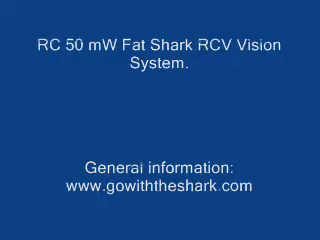 RC 50 mW Fat Shark RCV Vision
System.
General information:
www.gowiththeshark.com